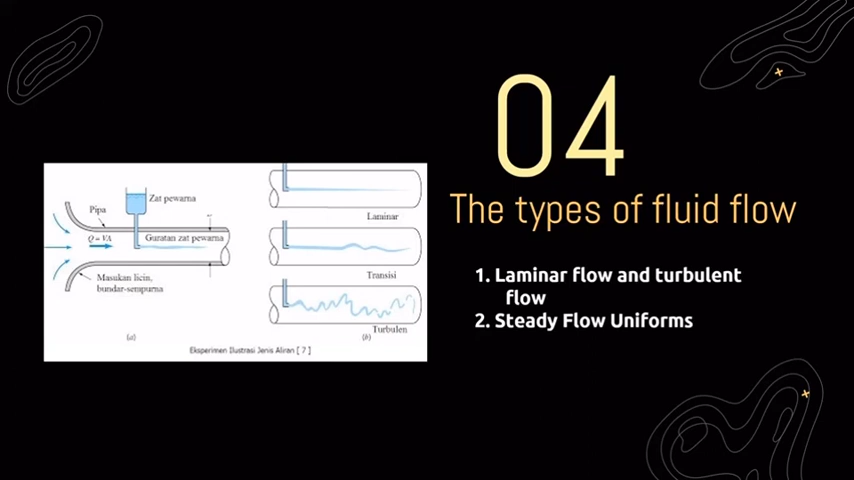 04
The types of fluid flow
1. Laminar flow and turbulent
flow
2. Steady Flow Uniforms
Zat pewarna
Pipa
Q = VA
Guratan zat pewarna
Masukan licin,
bundar-sempurna
(a)
Laminar
Transisi
Turbulen
(b)
Eksperimen Ilustrasi Jenis Aliran [ 7 ]